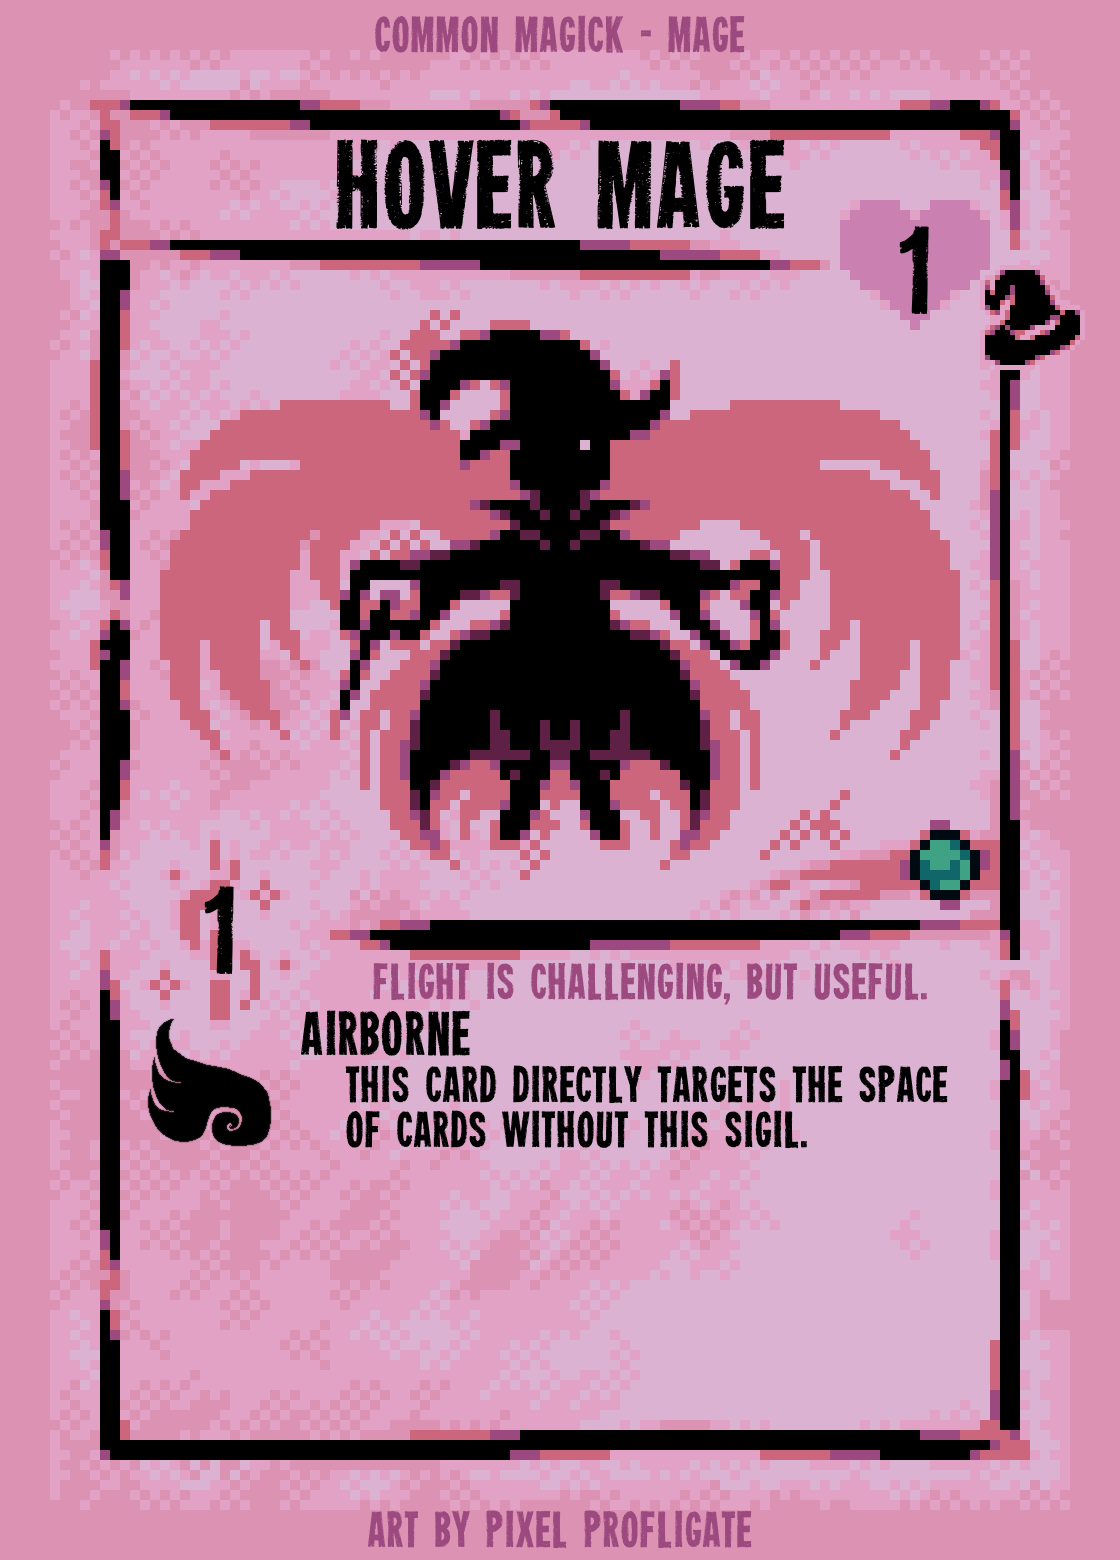 COMMON MAGICK - MAGE
HOVER MAGE
1
1
FLIGHT IS CHALLENGING, BUT USEFUL.
AIRBORNE
THIS CARD DIRECTLY TARGETS THE SPACE
OF CARDS WITHOUT THIS SIGIL.
ART BY PIXEL PROFLIGATE